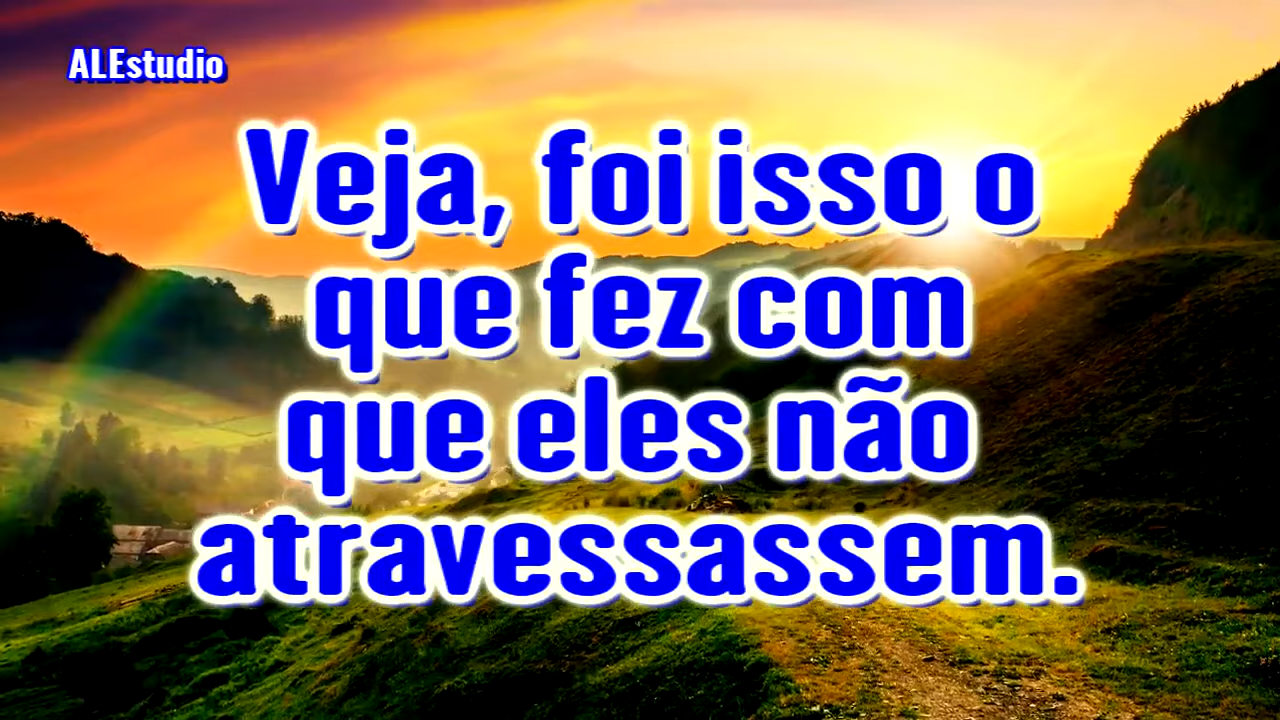 ALEstudio
Veja, foi isso o
que fez com
que eles não
atravessassem.